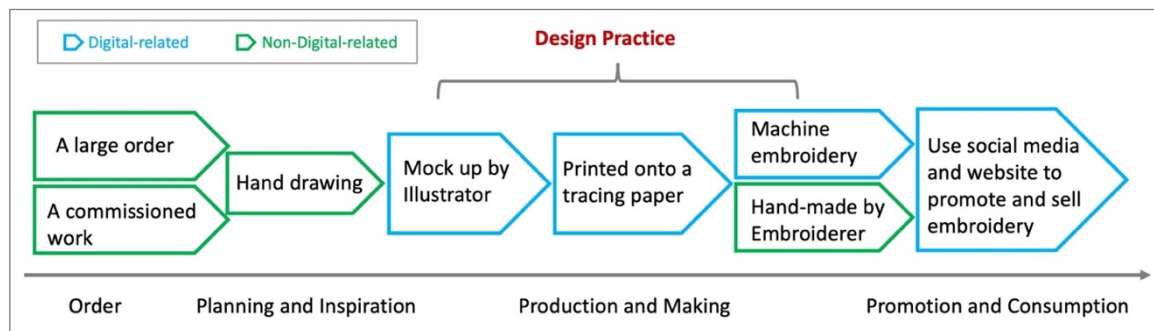 Digital-related
Non-Digital-related
Design Practice
A large order
A commissioned
work
Hand drawing
Mock up by
Illustrator
Printed onto a
tracing paper
Machine
embroidery
Hand-made by
Embroiderer
Use social media
and website to
promote and sell
embroidery
Order
Planning and Inspiration
Production and Making
Promotion and Consumption